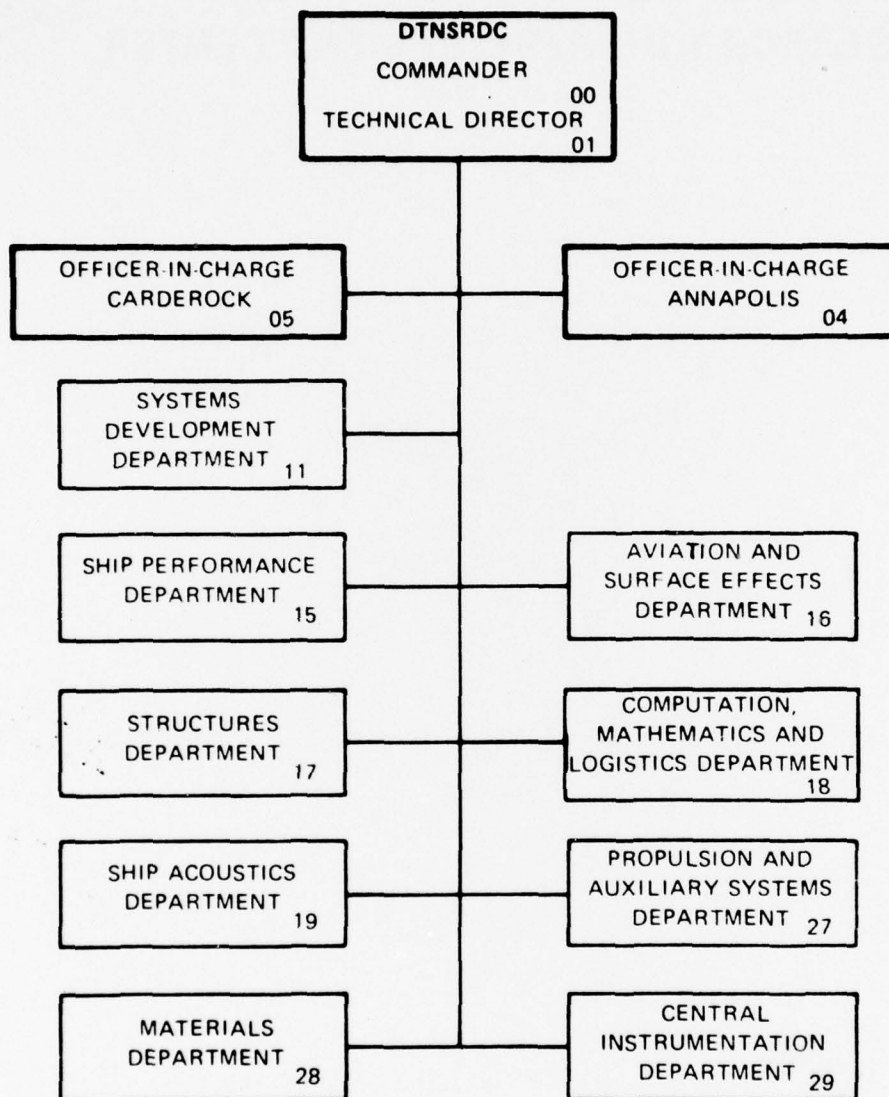 DTNSRDC
COMMANDER
00
TECHNICAL DIRECTOR
01
OFFICER-IN-CHARGE
CARDEROCK
05
OFFICER-IN-CHARGE
ANNAPOLIS
04
SYSTEMS
DEVELOPMENT
DEPARTMENT
11
SHIP PERFORMANCE
DEPARTMENT
15
AVIATION AND
SURFACE EFFECTS
DEPARTMENT
16
STRUCTURES
DEPARTMENT
17
COMPUTATION,
MATHEMATICS AND
LOGISTICS DEPARTMENT
18
SHIP ACOUSTICS
DEPARTMENT
19
PROPULSION AND
AUXILIARY SYSTEMS
DEPARTMENT
27
MATERIALS
DEPARTMENT
28
CENTRAL
INSTRUMENTATION
DEPARTMENT
29